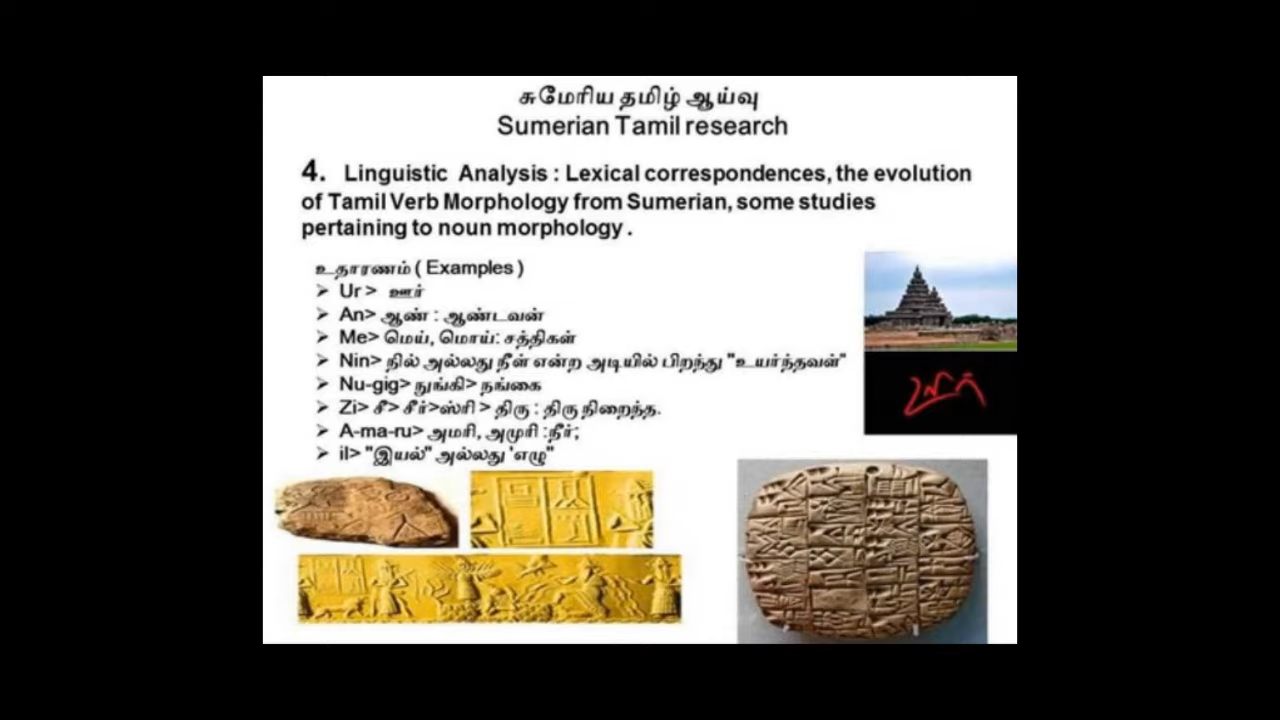 சுமேரிய தமிழ் ஆய்வு
Sumerian Tamil research
4. Linguistic Analysis : Lexical correspondences, the evolution
of Tamil Verb Morphology from Sumerian, some studies
pertaining to noun morphology .
உதாரணம் ( Examples )
Ur > ஊர்
An> ஆண் : ஆண்டவன்
Me> மெய், மொய்: சத்திகள்
Nin> நில் அல்லது நீள் என்ற அடியில் பிறந்து "உயர்ந்தவள்"
Nu-gig> நுங்கி> நங்கை
Zi> சீ> சீர்>ஸ்ரி > திரு : திரு நிறைந்த.
A-ma-ru> அமரி, அமுரி :நீர்;
il> "இயல்" அல்லது 'எழு"